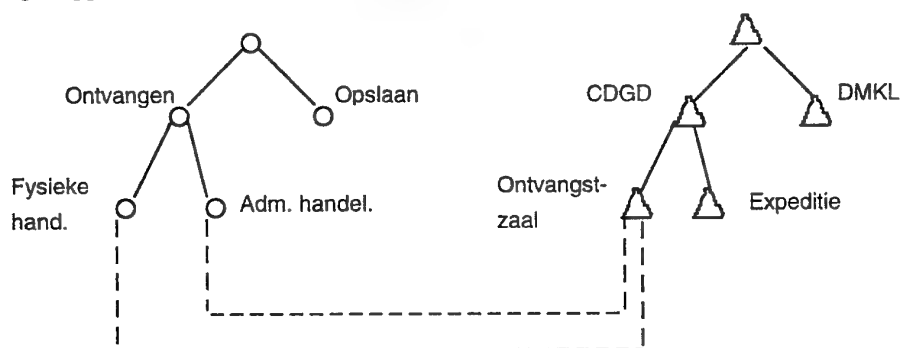 Ontvangen
Opslaan
CDGD
DMKL
Fysieke
hand.
Adm. handel.
Ontvangst-
zaal
Expeditie